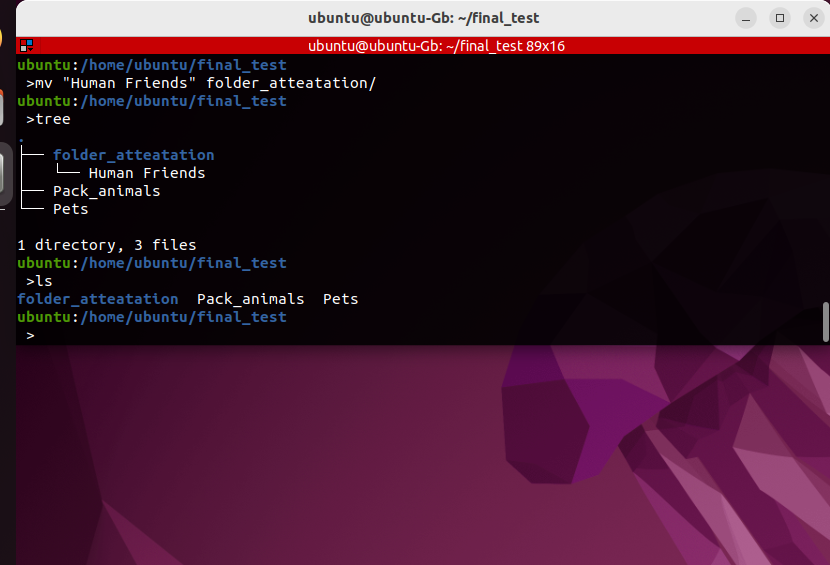 ubuntu@ubuntu-Gb: ~/final_test
ubuntu@ubuntu-Gb: ~/final_test 89x16
ubuntu:/home/ubuntu/final_test
>mv "Human Friends" folder_atteatation/
ubuntu:/home/ubuntu/final_test
>tree
.
├── folder_atteatation
│   └── Human Friends
├── Pack_animals
└── Pets
1 directory, 3 files
ubuntu:/home/ubuntu/final_test
>ls
folder_atteatation  Pack_animals  Pets
ubuntu:/home/ubuntu/final_test
>